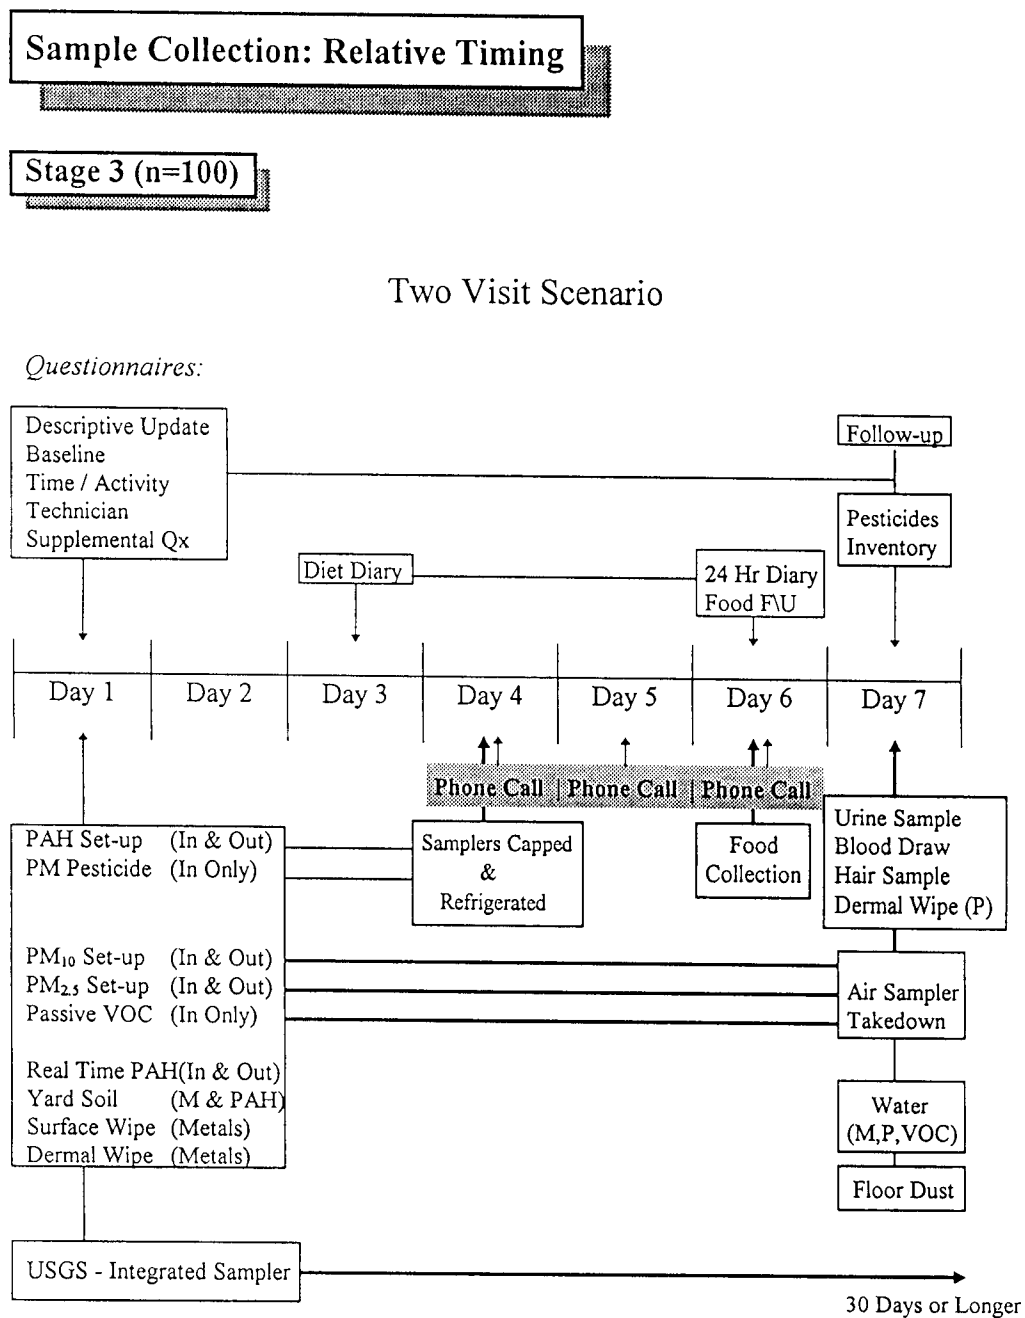 Sample Collection: Relative Timing
Stage 3 (n=100)
Two Visit Scenario
Questionnaires:
Descriptive Update
Baseline
Time / Activity
Technician
Supplemental Qx
Follow-up
Pesticides
Inventory
Diet Diary
24 Hr Diary
Food F\U
Day 1 Day 2 Day 3 Day 4 Day 5 Day 6 Day 7
Phone Call | Phone Call | Phone Call
PAH Set-up (In & Out)
PM Pesticide (In Only)
PM10 Set-up (In & Out)
PM2.5 Set-up (In & Out)
Passive VOC (In Only)
Real Time PAH(In & Out)
Yard Soil (M & PAH)
Surface Wipe (Metals)
Dermal Wipe (Metals)
Samplers Capped
&
Refrigerated
Food
Collection
Urine Sample
Blood Draw
Hair Sample
Dermal Wipe (P)
Air Sampler
Takedown
Water
(M,P,VOC)
Floor Dust
USGS - Integrated Sampler
30 Days or Longer